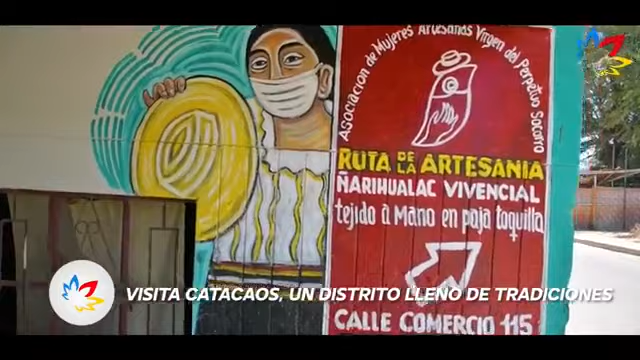 Asociación de Mujeres Artesanas Virgen del Perpetuo Socorro
RUTA DE LA ARTESANIA
ÑARIHUALAC VIVENCIAL
tejido à MANO en paja toquilla
CALLE COMERCIO 115
VISITA CATACAOS, UN DISTRITO LLENO DE TRADICIONES